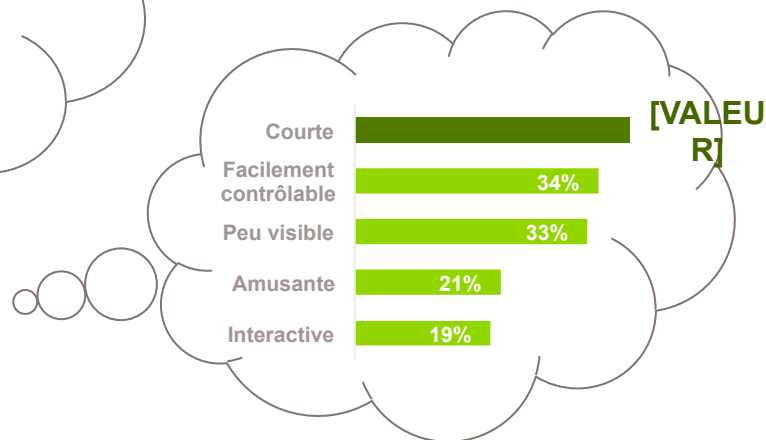 Courte
[VALEU
R]
Facilement
contrôlable
34%
Peu visible
33%
Amusante
21%
Interactive
19%